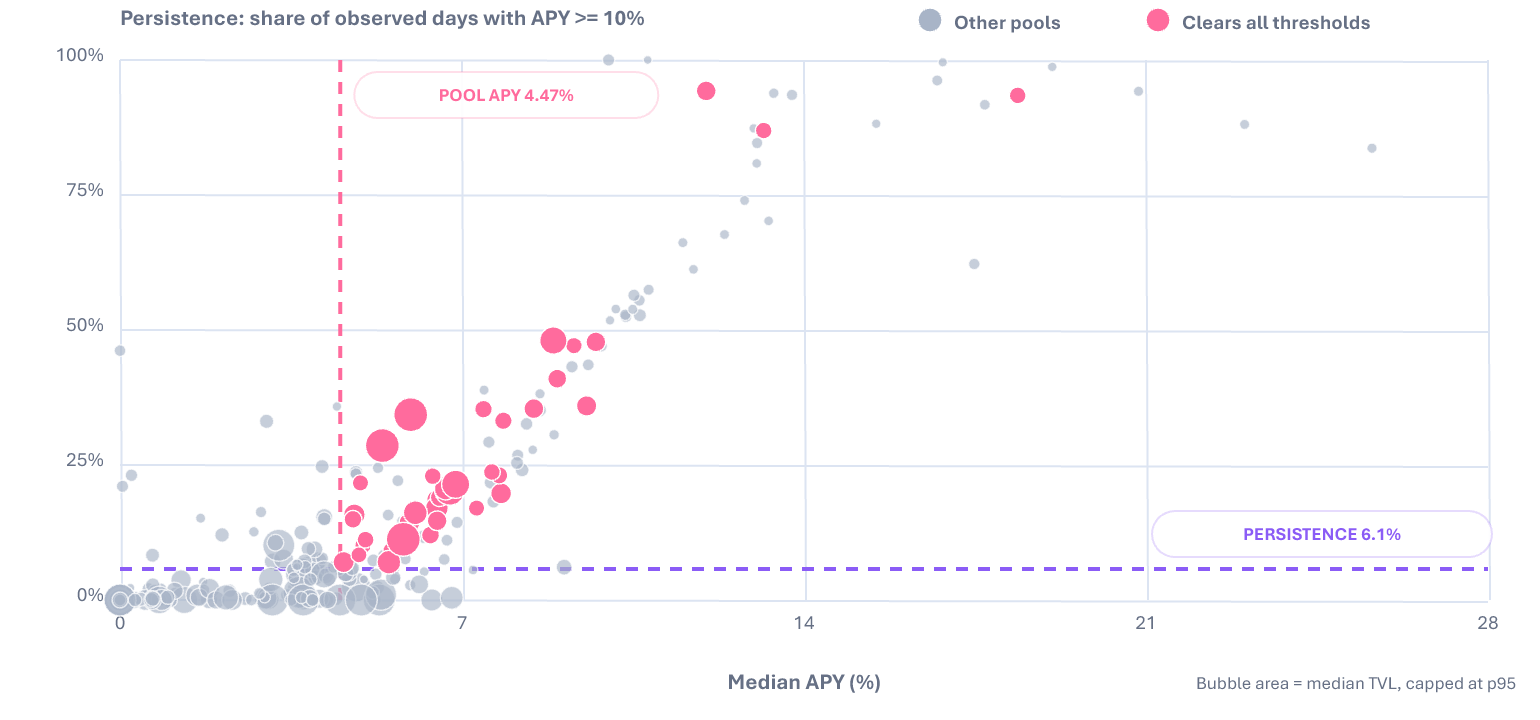 Persistence: share of observed days with APY >= 10%
Other pools
Clears all thresholds
100%
POOL APY 4.47%
75%
50%
25%
PERSISTENCE 6.1%
0%
0
7
14
21
28
Median APY (%)
Bubble area = median TVL, capped at p95